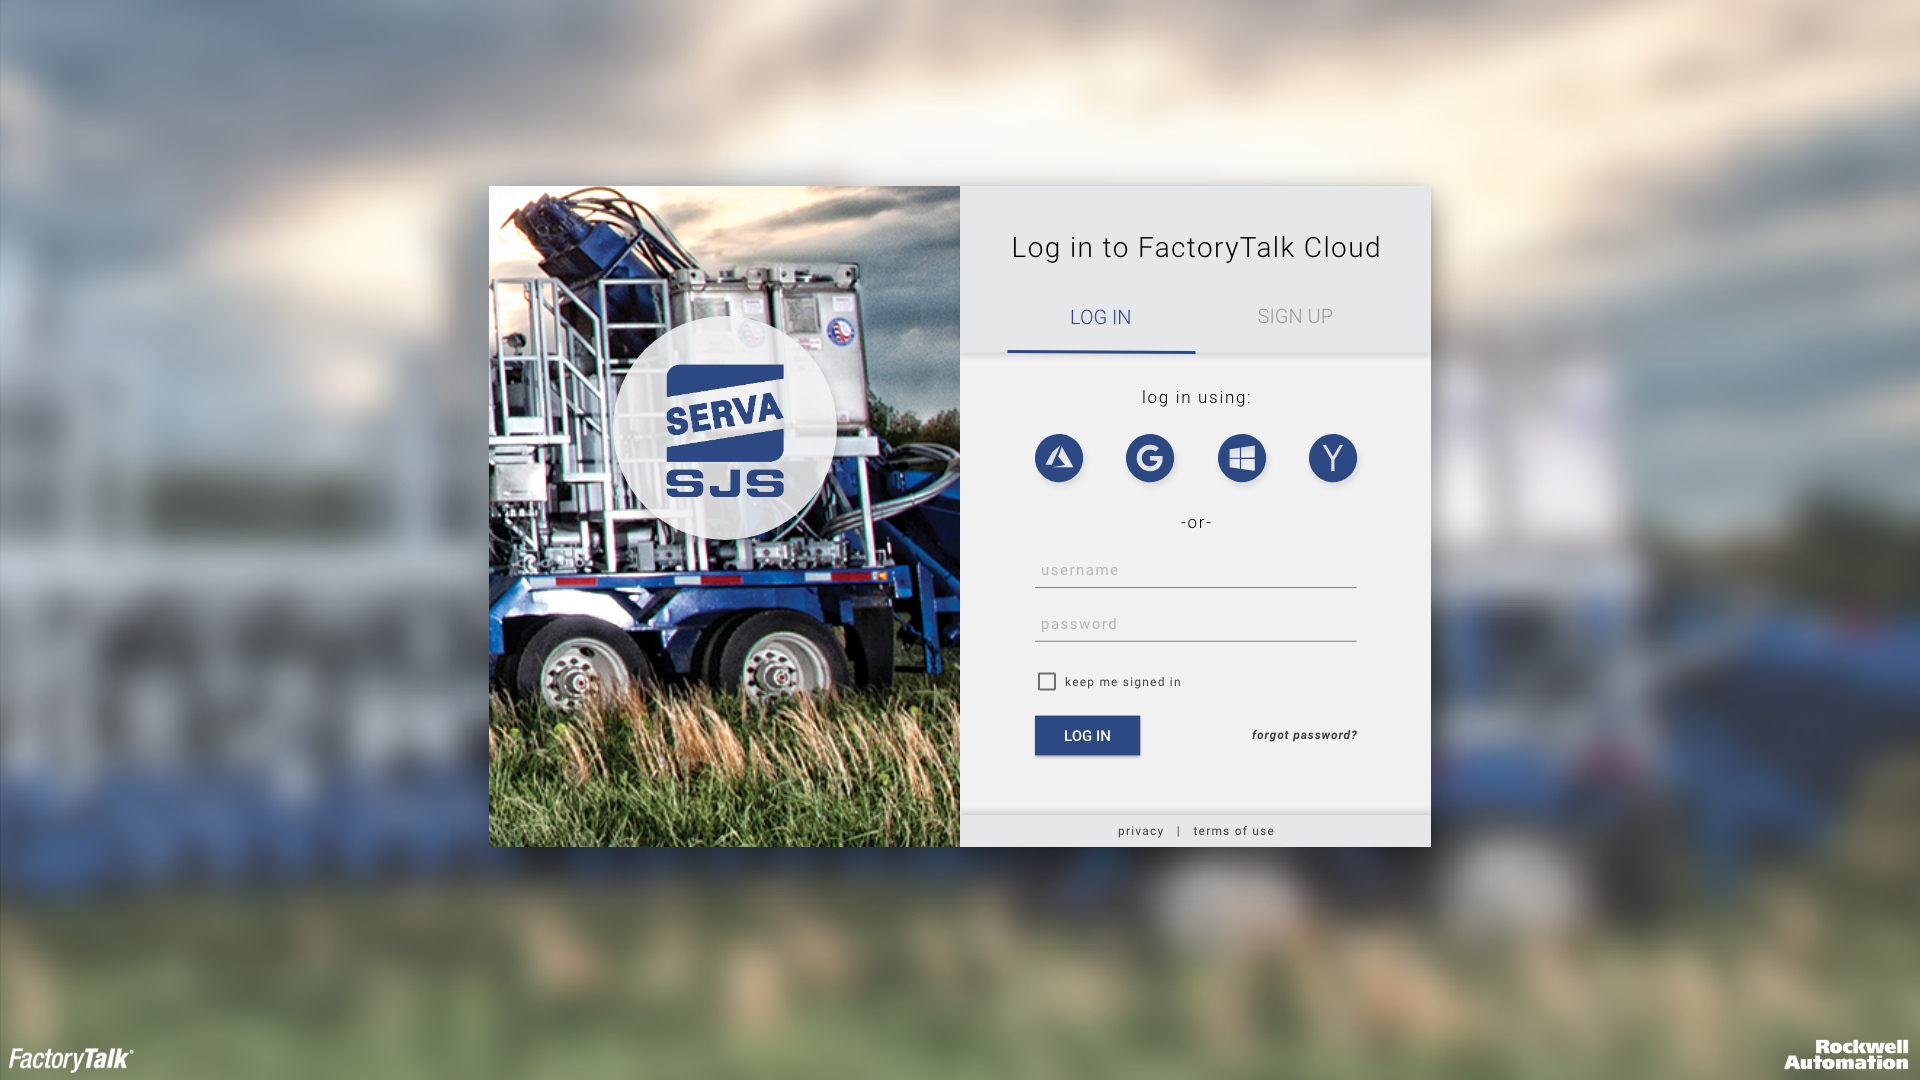 SERVA
SJS
Log in to FactoryTalk Cloud
LOG IN
SIGN UP
log in using:
-or-
username
password
keep me signed in
LOG IN
forgot password?
privacy | terms of use
FactoryTalk®
Rockwell
Automation